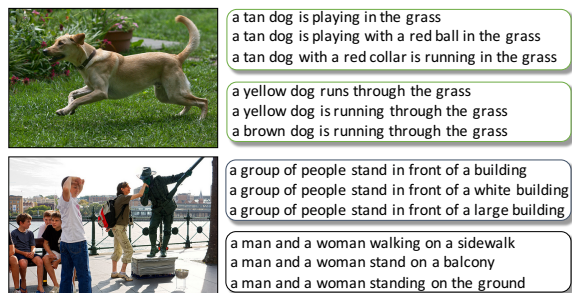 a tan dog is playing in the grass
a tan dog is playing with a red ball in the grass
a tan dog with a red collar is running in the grass
a yellow dog runs through the grass
a yellow dog is running through the grass
a brown dog is running through the grass
a group of people stand in front of a building
a group of people stand in front of a white building
a group of people stand in front of a large building
a man and a woman walking on a sidewalk
a man and a woman stand on a balcony
a man and a woman standing on the ground